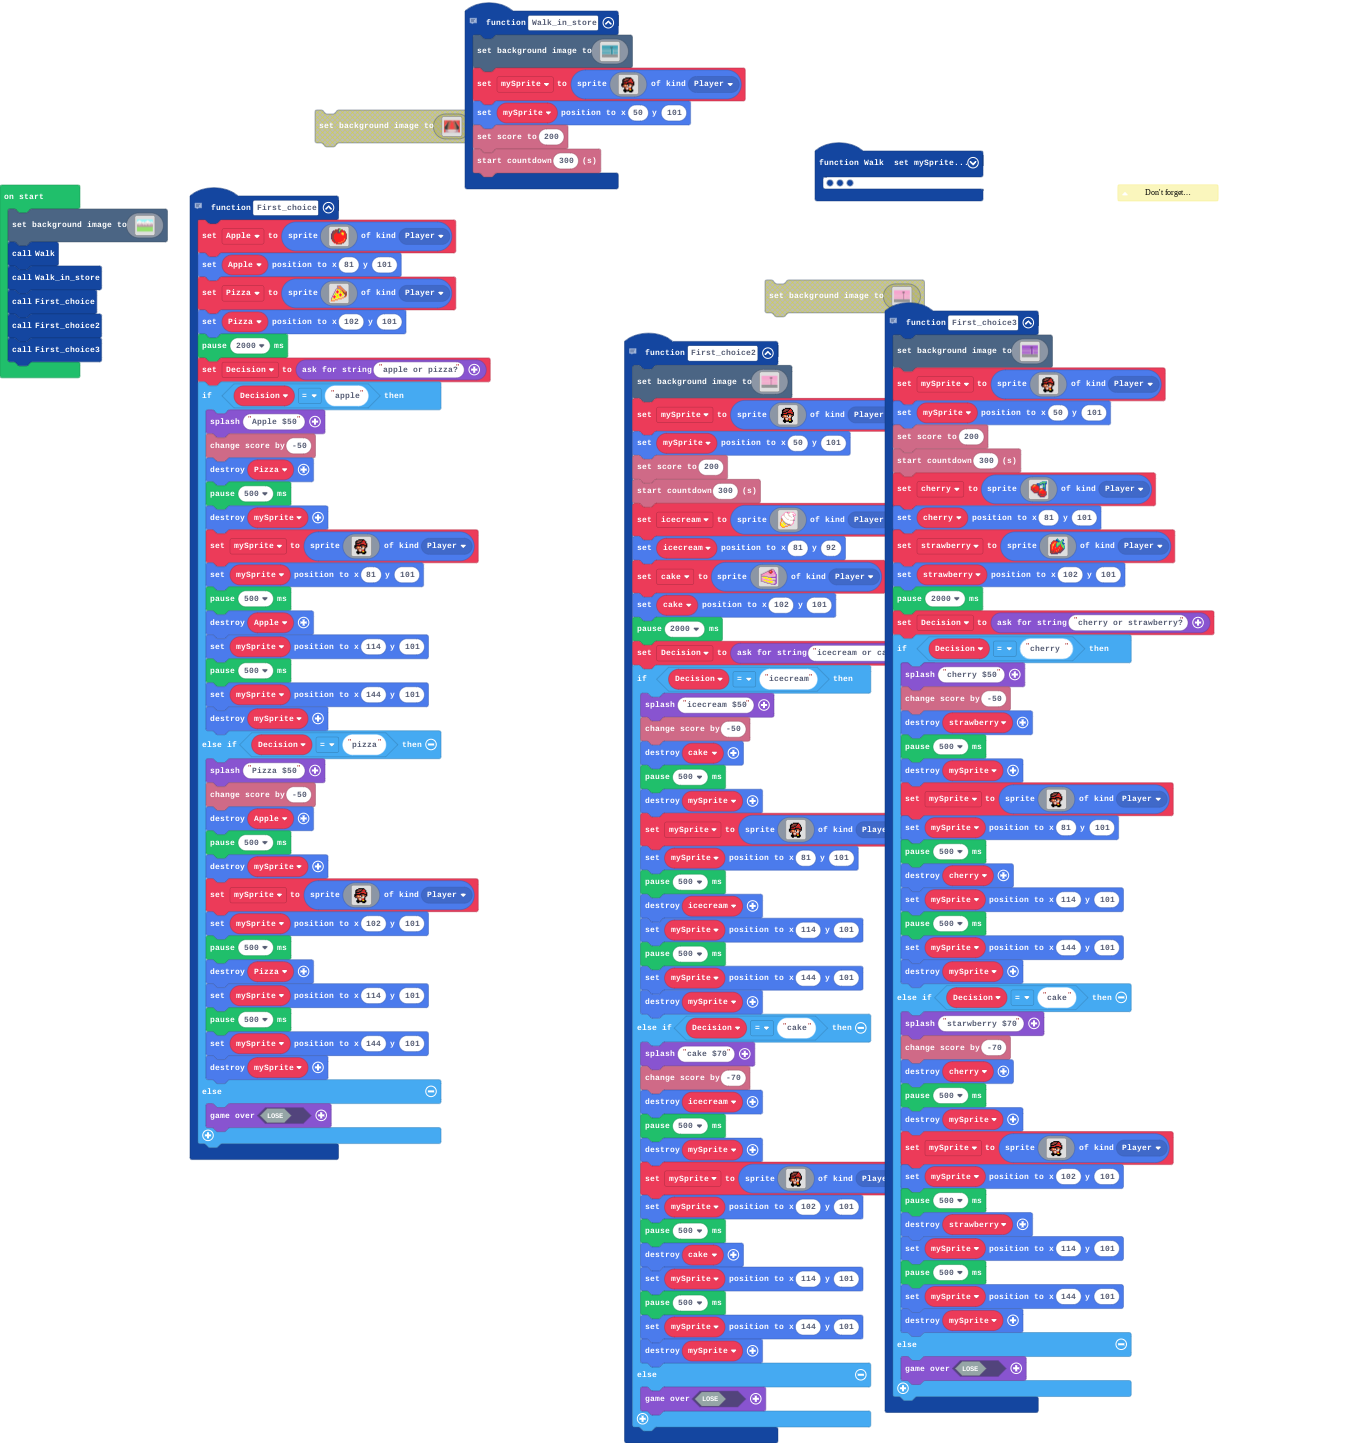 on start
set background image to
call Walk
call Walk_in_store
call First_choice
call First_choice2
call First_choice3
set background image to
function Walk_in_store
set background image to
set mySprite to sprite of kind Player
set mySprite position to x 50 y 101
set score to 200
start countdown 300 (s)
function Walk set mySprite...
Don't forget...
function First_choice
set Apple to sprite of kind Player
set Apple position to x 81 y 101
set Pizza to sprite of kind Player
set Pizza position to x 102 y 101
pause 2000 ms
set Decision to ask for string "apple or pizza?"
if Decision = "apple" then
splash "Apple $50"
change score by -50
destroy Pizza
pause 500 ms
destroy mySprite
set mySprite to sprite of kind Player
set mySprite position to x 81 y 101
pause 500 ms
destroy Apple
set mySprite position to x 114 y 101
pause 500 ms
set mySprite position to x 144 y 101
destroy mySprite
else if Decision = "pizza" then
splash "Pizza $50"
change score by -50
destroy Apple
pause 500 ms
destroy mySprite
set mySprite to sprite of kind Player
set mySprite position to x 102 y 101
pause 500 ms
destroy Pizza
set mySprite position to x 114 y 101
pause 500 ms
set mySprite position to x 144 y 101
destroy mySprite
else
game over LOSE
function First_choice2
set background image to
set mySprite to sprite of kind Player
set mySprite position to x 50 y 101
set score to 200
start countdown 300 (s)
set icecream to sprite of kind Player
set icecream position to x 81 y 92
set cake to sprite of kind Player
set cake position to x 102 y 101
pause 2000 ms
set Decision to ask for string "icecream or ca
if Decision = "icecream" then
splash "icecream $50"
change score by -50
destroy cake
pause 500 ms
destroy mySprite
set mySprite to sprite of kind Playe
set mySprite position to x 81 y 101
pause 500 ms
destroy icecream
set mySprite position to x 114 y 101
pause 500 ms
set mySprite position to x 144 y 101
destroy mySprite
else if Decision = "cake" then
splash "cake $70"
change score by -70
destroy icecream
pause 500 ms
destroy mySprite
set mySprite to sprite of kind Playe
set mySprite position to x 102 y 101
pause 500 ms
destroy cake
set mySprite position to x 114 y 101
pause 500 ms
set mySprite position to x 144 y 101
destroy mySprite
else
game over LOSE
set background image to
function First_choice3
set background image to
set mySprite to sprite of kind Player
set mySprite position to x 50 y 101
set score to 200
start countdown 300 (s)
set cherry to sprite of kind Player
set cherry position to x 81 y 101
set strawberry to sprite of kind Player
set strawberry position to x 102 y 101
pause 2000 ms
set Decision to ask for string "cherry or strawberry?
if Decision = "cherry " then
splash "cherry $50"
change score by -50
destroy strawberry
pause 500 ms
destroy mySprite
set mySprite to sprite of kind Player
set mySprite position to x 81 y 101
pause 500 ms
destroy cherry
set mySprite position to x 114 y 101
pause 500 ms
set mySprite position to x 144 y 101
destroy mySprite
else if Decision = "cake" then
splash "starwberry $70"
change score by -70
destroy cherry
pause 500 ms
destroy mySprite
set mySprite to sprite of kind Player
set mySprite position to x 102 y 101
pause 500 ms
destroy strawberry
set mySprite position to x 114 y 101
pause 500 ms
set mySprite position to x 144 y 101
destroy mySprite
else
game over LOSE